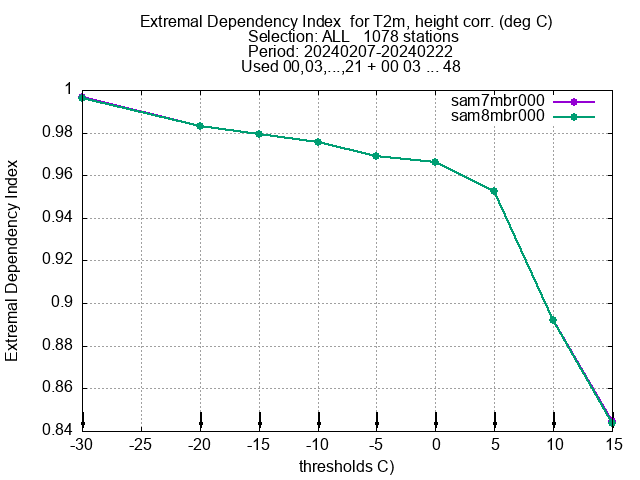 Extremal Dependency Index  for T2m, height corr. (deg C)
Selection: ALL   1078 stations
Period: 20240207-20240222
Used 00,03,...,21 + 00 03 ... 48
sam7mbr000
sam8mbr000
1
0.98
0.96
0.94
0.92
0.9
0.88
0.86
0.84
Extremal Dependency Index
-30 -25 -20 -15 -10 -5 0 5 10 15
thresholds C)